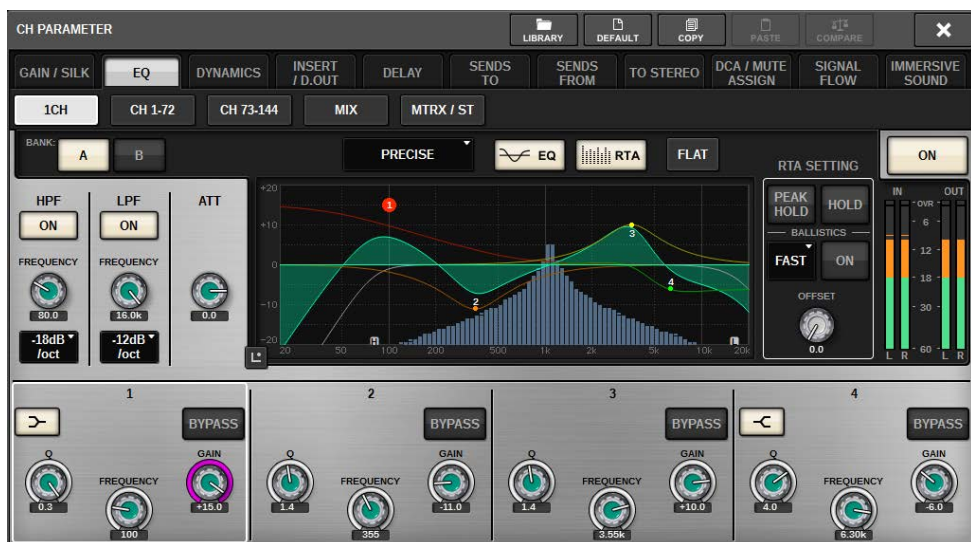 CH PARAMETER
LIBRARY
DEFAULT
COPY
PASTE
COMPARE
GAIN / SILK
EQ
DYNAMICS
INSERT
/ D.OUT
DELAY
SENDS
TO
SENDS
FROM
TO STEREO
DCA / MUTE
ASSIGN
SIGNAL
FLOW
IMMERSIVE
SOUND
1CH
CH 1-72
CH 73-144
MIX
MTRX / ST
BANK:
A
B
PRECISE
EQ
RTA
FLAT
RTA SETTING
ON
HPF
LPF
ATT
ON
ON
FREQUENCY
FREQUENCY
80.0
16.0k
0.0
-18dB
/oct
-12dB
/oct
+20
+10
0
-10
-20
1
2
3
4
H
L
20
50
100
200
500
1k
2k
5k
10k
20k
PEAK
HOLD
HOLD
BALLISTICS
FAST
ON
OFFSET
0.0
IN
OUT
OVR
6
12
18
30
60
L R
L R
1
BYPASS
Q
FREQUENCY
GAIN
0.3
100
+15.0
2
BYPASS
Q
FREQUENCY
GAIN
1.4
355
-11.0
3
BYPASS
Q
FREQUENCY
GAIN
1.4
3.55k
+10.0
4
BYPASS
Q
FREQUENCY
GAIN
4.0
6.30k
-6.0